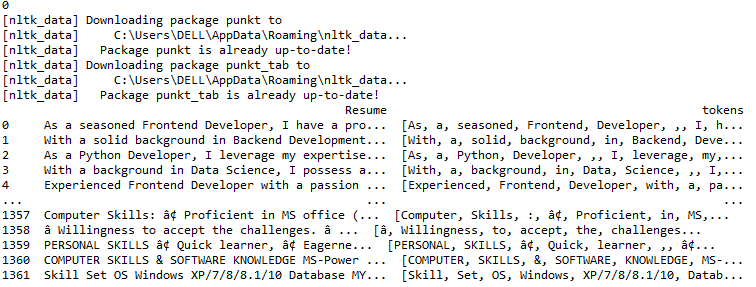 0
[nltk_data] Downloading package punkt to
[nltk_data]     C:\Users\DELL\AppData\Roaming\nltk_data...
[nltk_data]   Package punkt is already up-to-date!
[nltk_data] Downloading package punkt_tab to
[nltk_data]     C:\Users\DELL\AppData\Roaming\nltk_data...
[nltk_data]   Package punkt_tab is already up-to-date!
Resume tokens
0 As a seasoned Frontend Developer, I have a pro... [As, a, seasoned, Frontend, Developer, ,, I, h...
1 With a solid background in Backend Development... [With, a, solid, background, in, Backend, Deve...
2 As a Python Developer, I leverage my expertise... [As, a, Python, Developer, ,, I, leverage, my,...
3 With a background in Data Science, I possess a... [With, a, background, in, Data, Science, ,, I,...
4 Experienced Frontend Developer with a passion ... [Experienced, Frontend, Developer, with, a, pa...
... ... ...
1357 Computer Skills: â¢ Proficient in MS office (... [Computer, Skills, :, â¢, Proficient, in, MS,...
1358 â Willingness to accept the challenges. â ... [â, Willingness, to, accept, the, challenges...
1359 PERSONAL SKILLS â¢ Quick learner, â¢ Eagerne... [PERSONAL, SKILLS, â¢, Quick, learner, ,, â¢...
1360 COMPUTER SKILLS & SOFTWARE KNOWLEDGE MS-Power ... [COMPUTER, SKILLS, &, SOFTWARE, KNOWLEDGE, MS-...
1361 Skill Set OS Windows XP/7/8/8.1/10 Database MY... [Skill, Set, OS, Windows, XP/7/8/8.1/10, Datab...